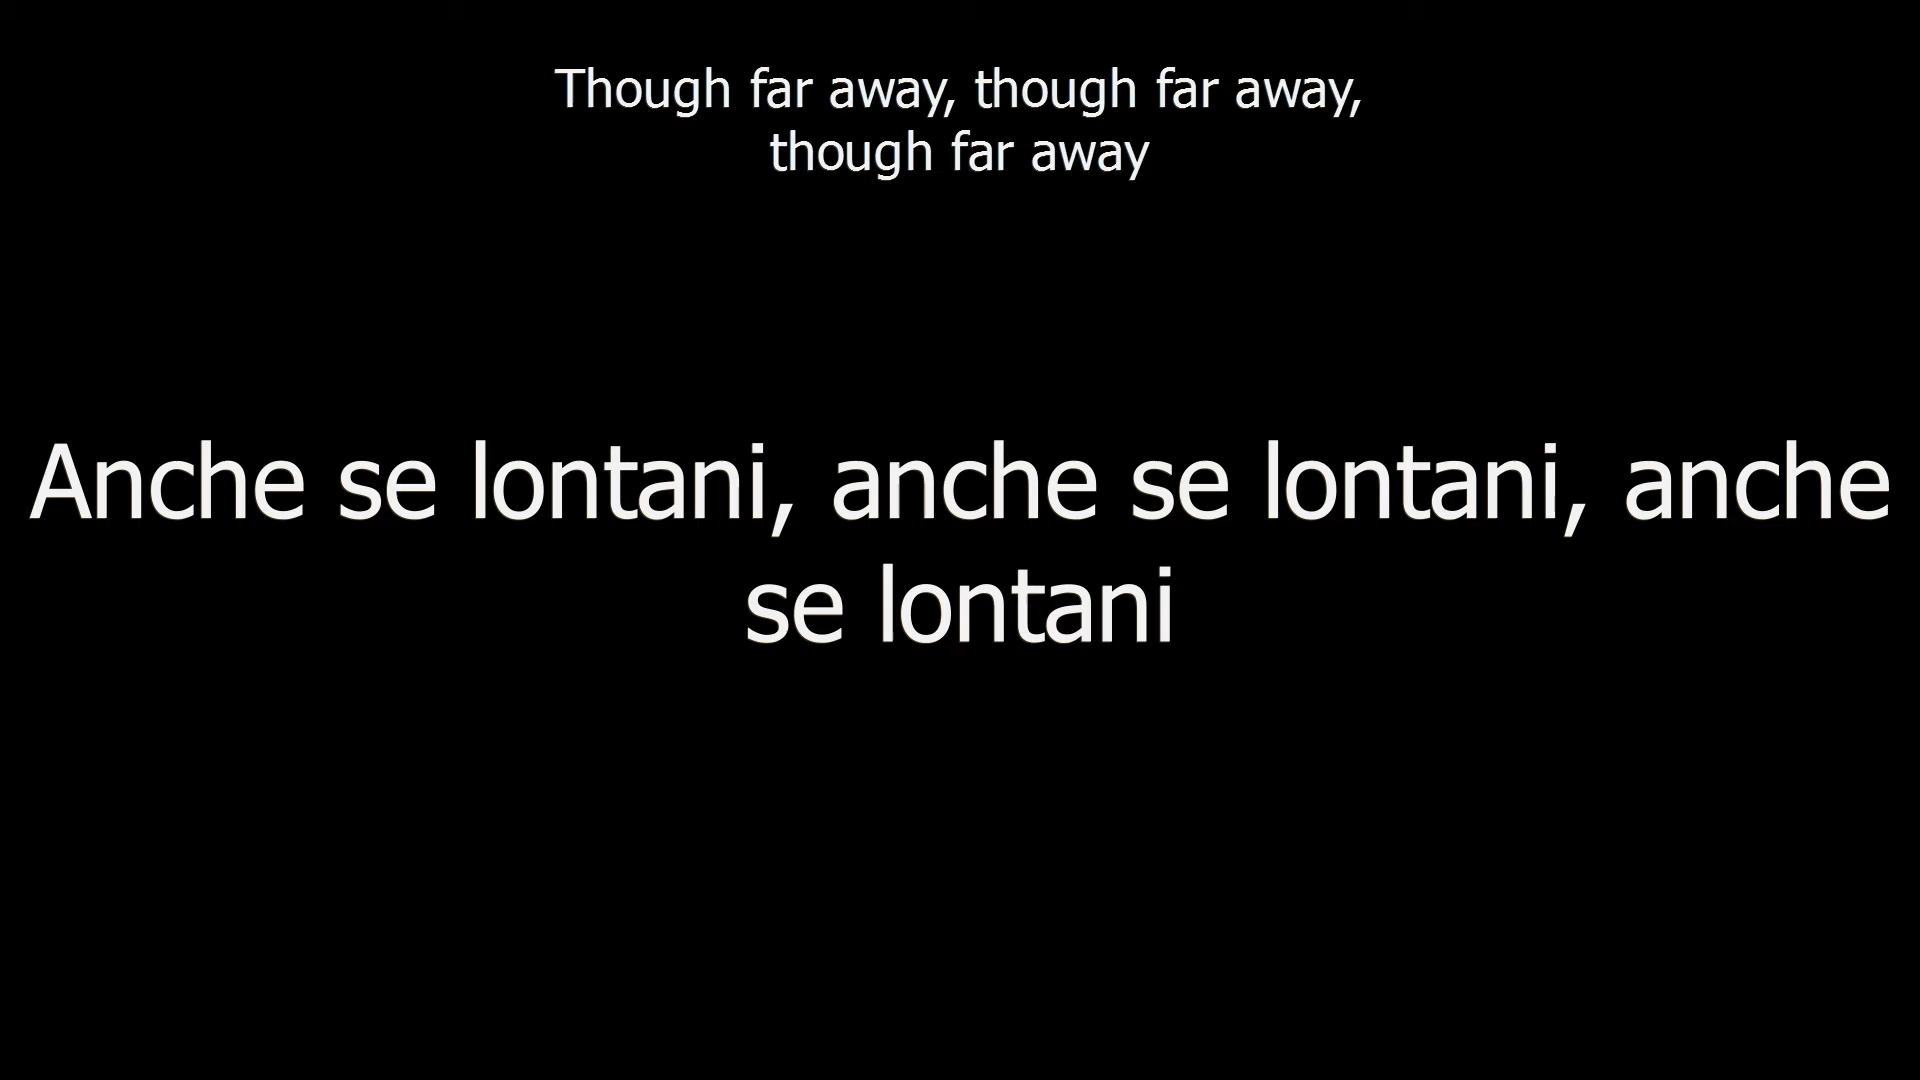 Though far away, though far away,
though far away
Anche se lontani, anche se lontani, anche
se lontani